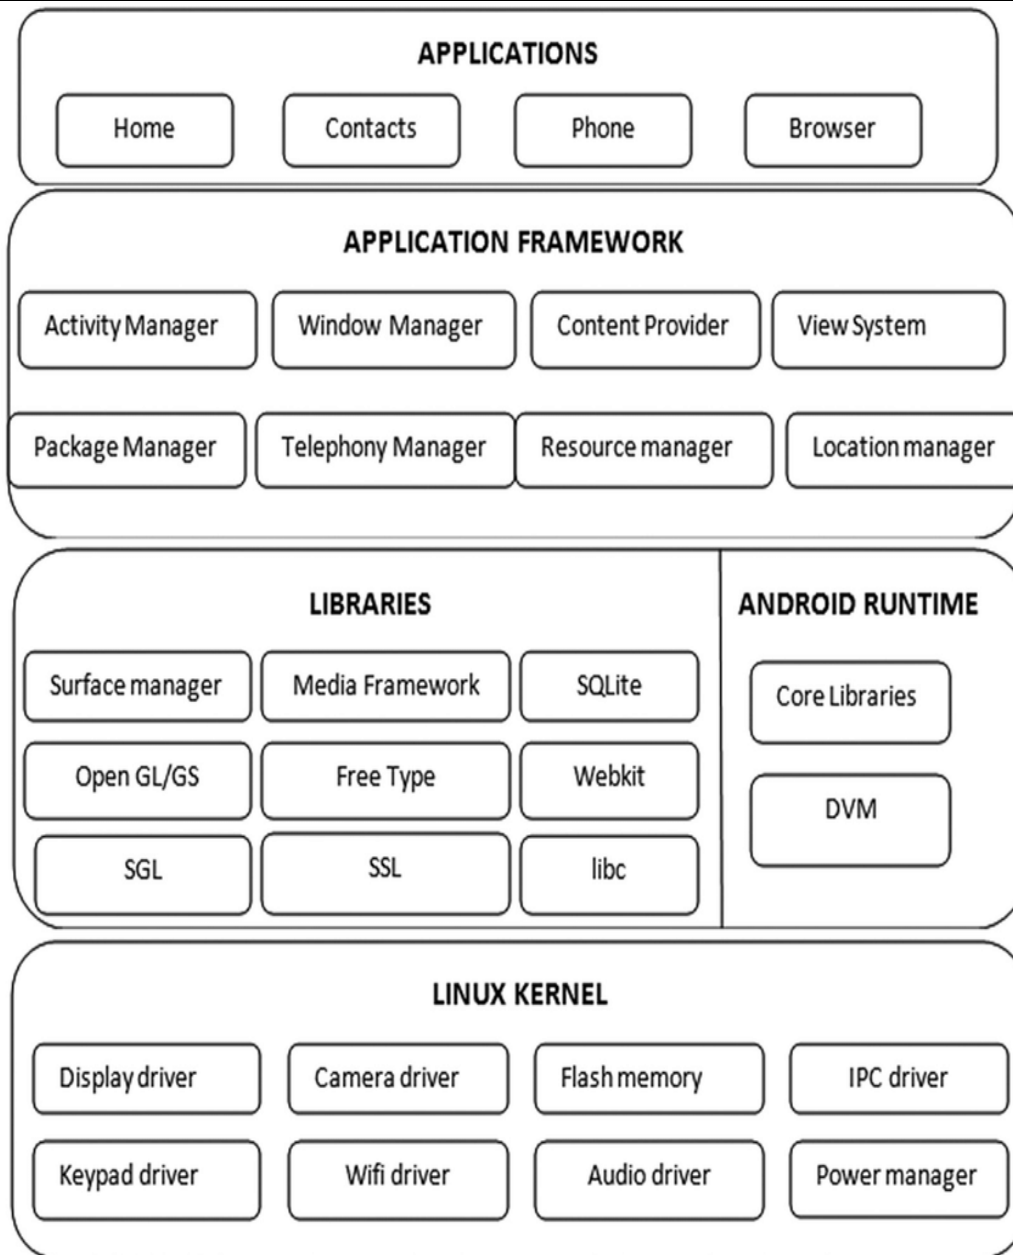 APPLICATIONS
Home Contacts Phone Browser
APPLICATION FRAMEWORK
Activity Manager Window Manager Content Provider View System
Package Manager Telephony Manager Resource manager Location manager
LIBRARIES ANDROID RUNTIME
Surface manager Media Framework SQLite Core Libraries
Open GL/GS Free Type Webkit DVM
SGL SSL libc
LINUX KERNEL
Display driver Camera driver Flash memory IPC driver
Keypad driver Wifi driver Audio driver Power manager